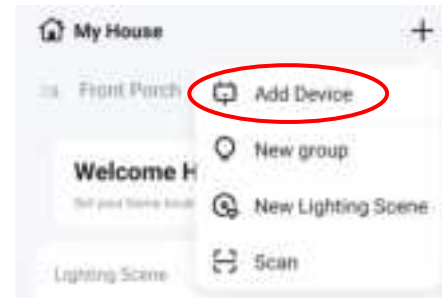 My House
Front Porch
Add Device
Welcome H
New group
New Lighting Scene
Lighting Scene
Scan